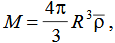 M = 4π/3 R³ρ̅ ,